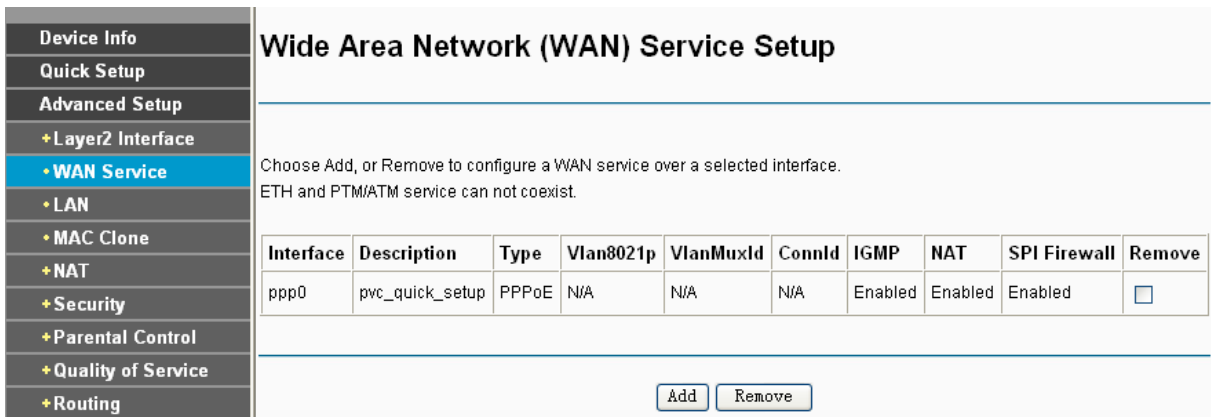 Device Info
Quick Setup
Advanced Setup
+Layer2 Interface
•WAN Service
•LAN
•MAC Clone
+NAT
+Security
+Parental Control
+Quality of Service
+Routing
Wide Area Network (WAN) Service Setup
Choose Add, or Remove to configure a WAN service over a selected interface.
ETH and PTM/ATM service can not coexist.
Interface Description Type Vlan8021p VlanMuxId ConnId IGMP NAT SPI Firewall Remove
ppp0 pvc_quick_setup PPPoE N/A N/A N/A Enabled Enabled Enabled
Add Remove